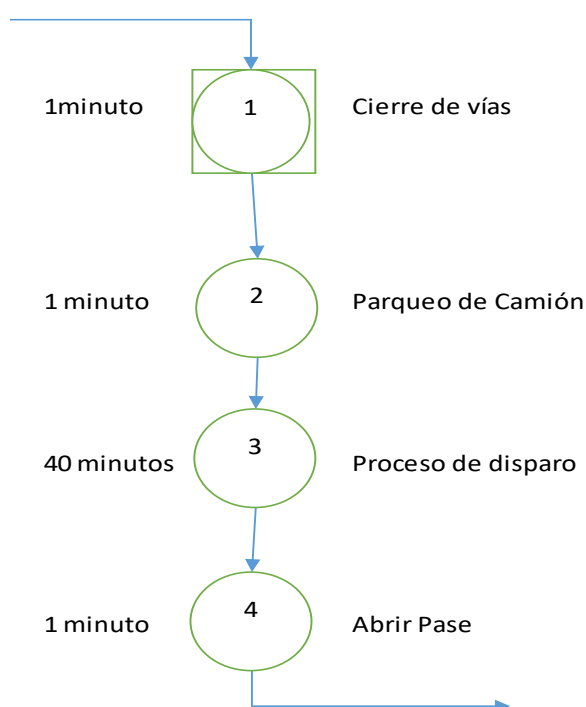 1minuto 1 Cierre de vías
1 minuto 2 Parqueo de Camión
40 minutos 3 Proceso de disparo
1 minuto 4 Abrir Pase